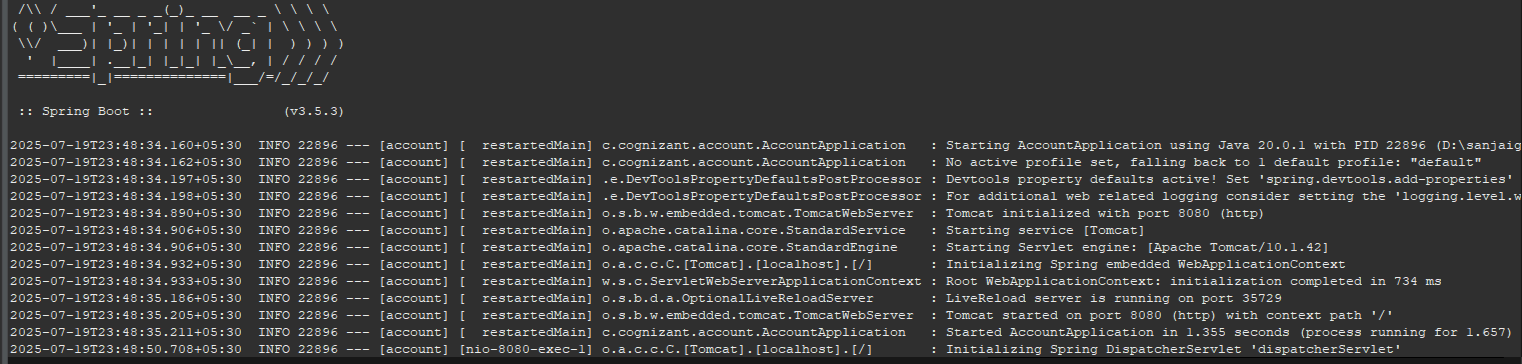 /\\ / ___'_ __ _ _(_)_ __  __ _ \ \ \ \
( ( )\___ | '_ | '_| | '_ \/ _` | \ \ \ \
 \\/  ___)| |_)| | | | | || (_| |  ) ) ) )
  '  |____| .__|_| |_|_| |_\__, | / / / /
 =========|_|==============|___/=/_/_/_/
 :: Spring Boot ::                (v3.5.3)
2025-07-19T23:48:34.160+05:30  INFO 22896 --- [account] [  restartedMain] c.cognizant.account.AccountApplication   : Starting AccountApplication using Java 20.0.1 with PID 22896 (D:\sanjaig
2025-07-19T23:48:34.162+05:30  INFO 22896 --- [account] [  restartedMain] c.cognizant.account.AccountApplication   : No active profile set, falling back to 1 default profile: "default"
2025-07-19T23:48:34.197+05:30  INFO 22896 --- [account] [  restartedMain] .e.DevToolsPropertyDefaultsPostProcessor : Devtools property defaults active! Set 'spring.devtools.add-properties'
2025-07-19T23:48:34.198+05:30  INFO 22896 --- [account] [  restartedMain] .e.DevToolsPropertyDefaultsPostProcessor : For additional web related logging consider setting the 'logging.level.w
2025-07-19T23:48:34.890+05:30  INFO 22896 --- [account] [  restartedMain] o.s.b.w.embedded.tomcat.TomcatWebServer  : Tomcat initialized with port 8080 (http)
2025-07-19T23:48:34.906+05:30  INFO 22896 --- [account] [  restartedMain] o.apache.catalina.core.StandardService   : Starting service [Tomcat]
2025-07-19T23:48:34.906+05:30  INFO 22896 --- [account] [  restartedMain] o.apache.catalina.core.StandardEngine    : Starting Servlet engine: [Apache Tomcat/10.1.42]
2025-07-19T23:48:34.932+05:30  INFO 22896 --- [account] [  restartedMain] o.a.c.c.C.[Tomcat].[localhost].[/]       : Initializing Spring embedded WebApplicationContext
2025-07-19T23:48:34.933+05:30  INFO 22896 --- [account] [  restartedMain] w.s.c.ServletWebServerApplicationContext : Root WebApplicationContext: initialization completed in 734 ms
2025-07-19T23:48:35.186+05:30  INFO 22896 --- [account] [  restartedMain] o.s.b.d.a.OptionalLiveReloadServer       : LiveReload server is running on port 35729
2025-07-19T23:48:35.205+05:30  INFO 22896 --- [account] [  restartedMain] o.s.b.w.embedded.tomcat.TomcatWebServer  : Tomcat started on port 8080 (http) with context path '/'
2025-07-19T23:48:35.211+05:30  INFO 22896 --- [account] [  restartedMain] c.cognizant.account.AccountApplication   : Started AccountApplication in 1.355 seconds (process running for 1.657)
2025-07-19T23:48:50.708+05:30  INFO 22896 --- [account] [nio-8080-exec-1] o.a.c.c.C.[Tomcat].[localhost].[/]       : Initializing Spring DispatcherServlet 'dispatcherServlet'